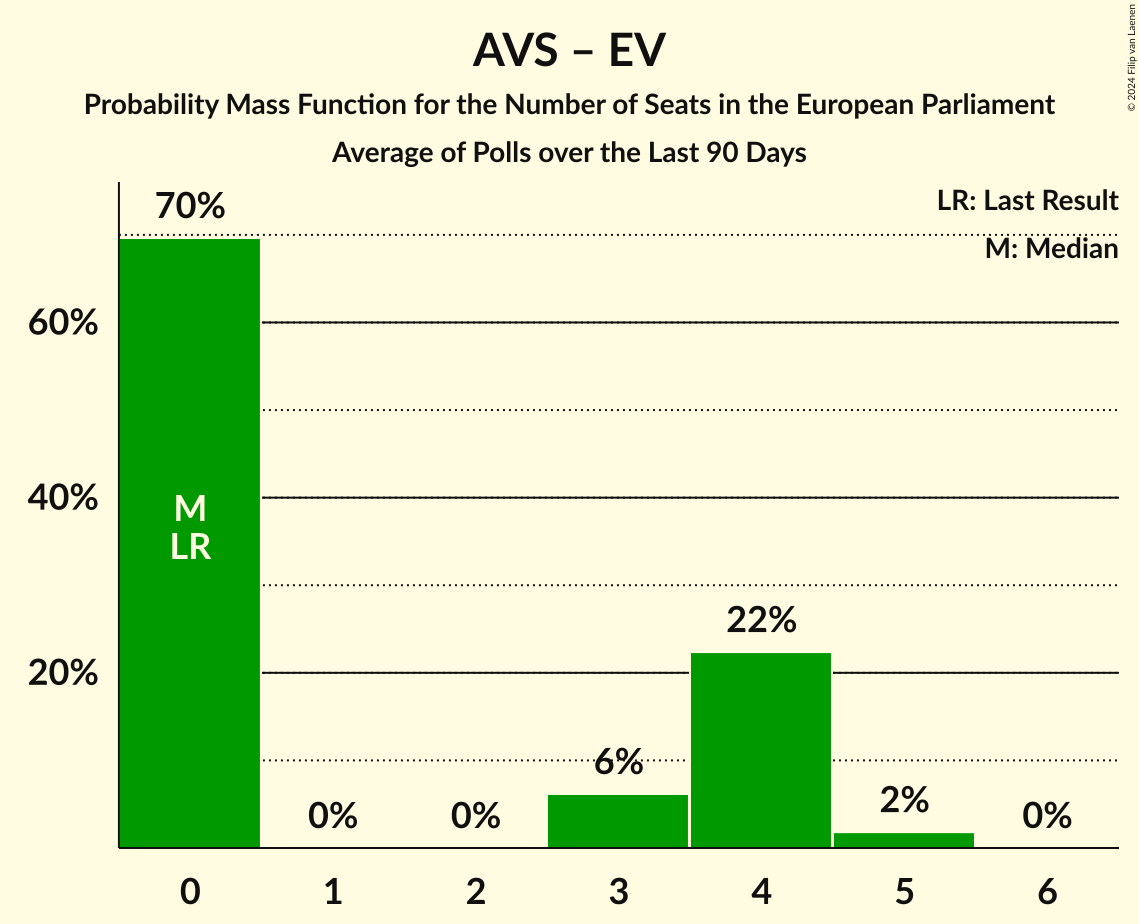 AVS – EV
Probability Mass Function for the Number of Seats in the European Parliament
Average of Polls over the Last 90 Days
© 2024 Filip van Laenen
LR: Last Result
M: Median
70%
60%
40%
20%
M
LR
0%
0%
6%
22%
2%
0%
0
1
2
3
4
5
6